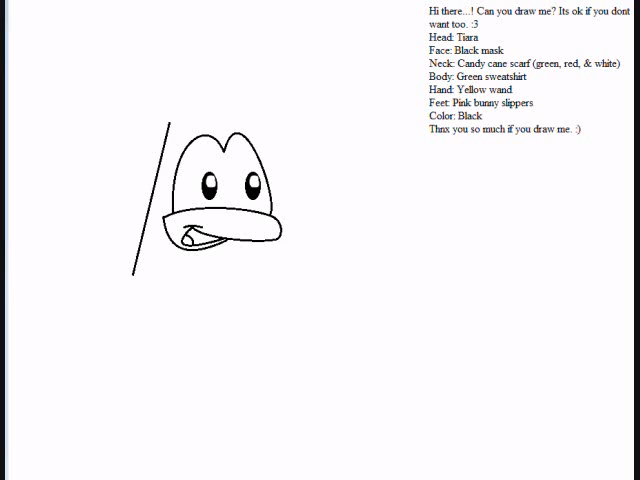 Hi there...! Can you draw me? Its ok if you dont
want too. :3
Head: Tiara
Face: Black mask
Neck: Candy cane scarf (green, red, & white)
Body: Green sweatshirt
Hand: Yellow wand
Feet: Pink bunny slippers
Color: Black
Thnx you so much if you draw me. :)